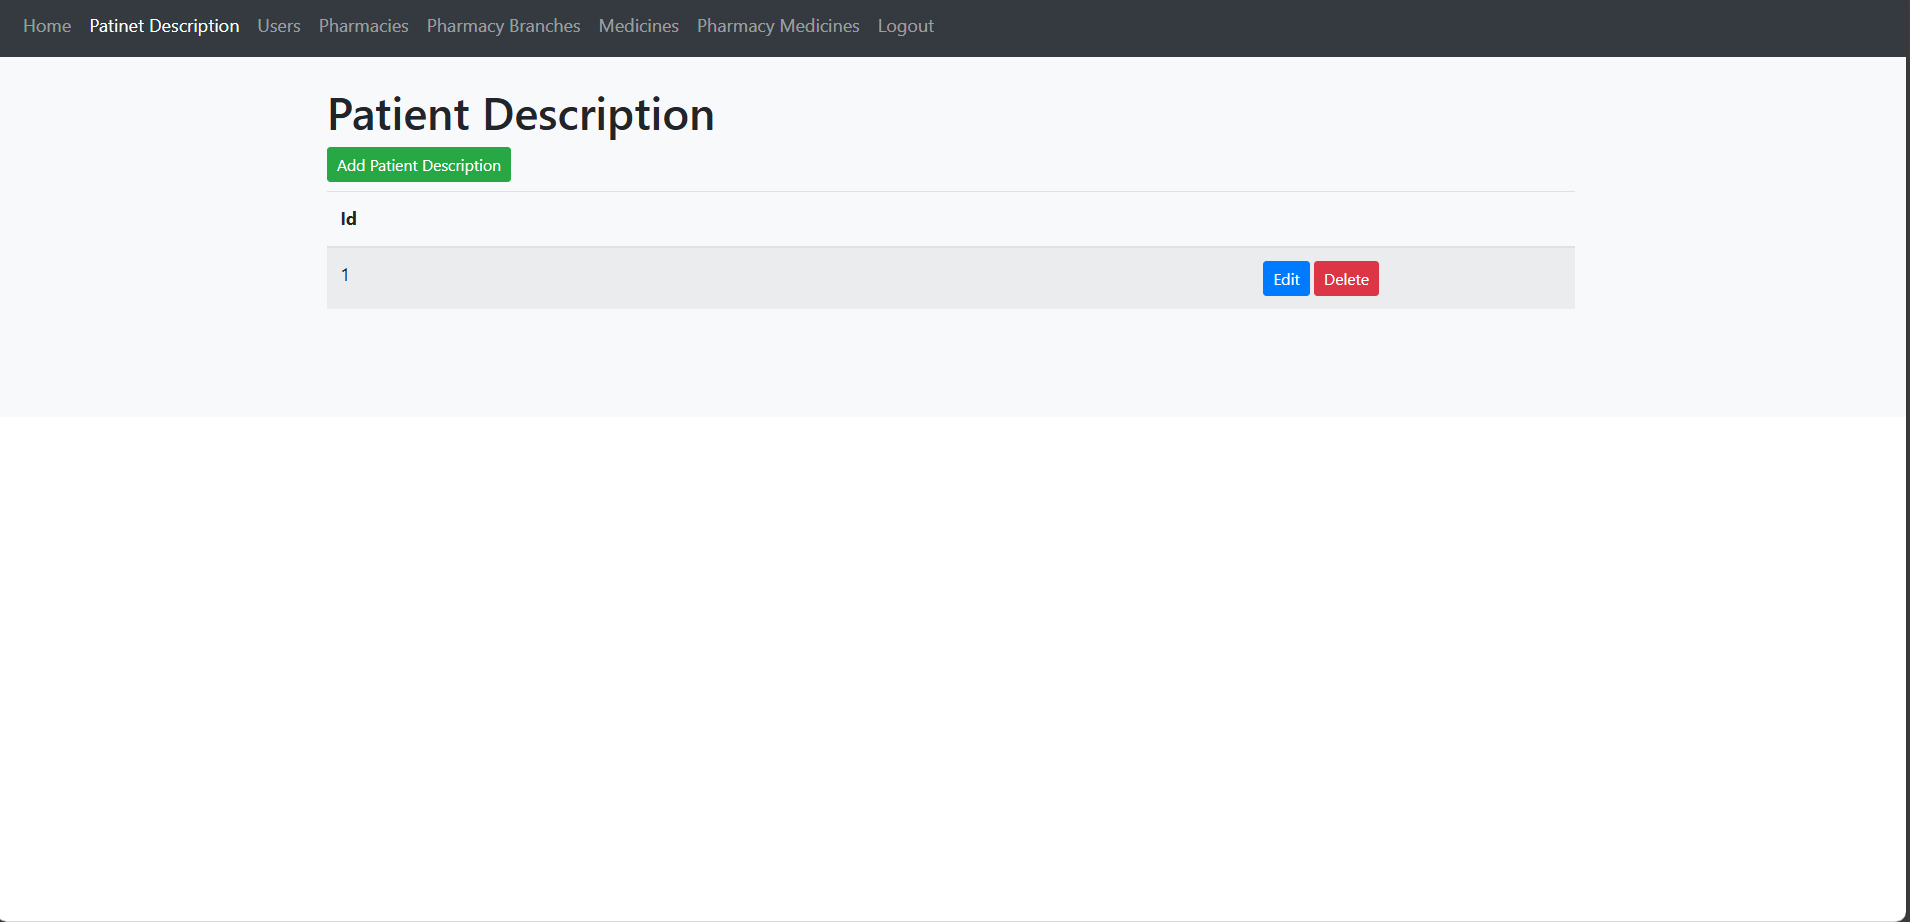 Home Patinet Description Users Pharmacies Pharmacy Branches Medicines Pharmacy Medicines Logout
Patient Description
Add Patient Description
Id
1 Edit Delete